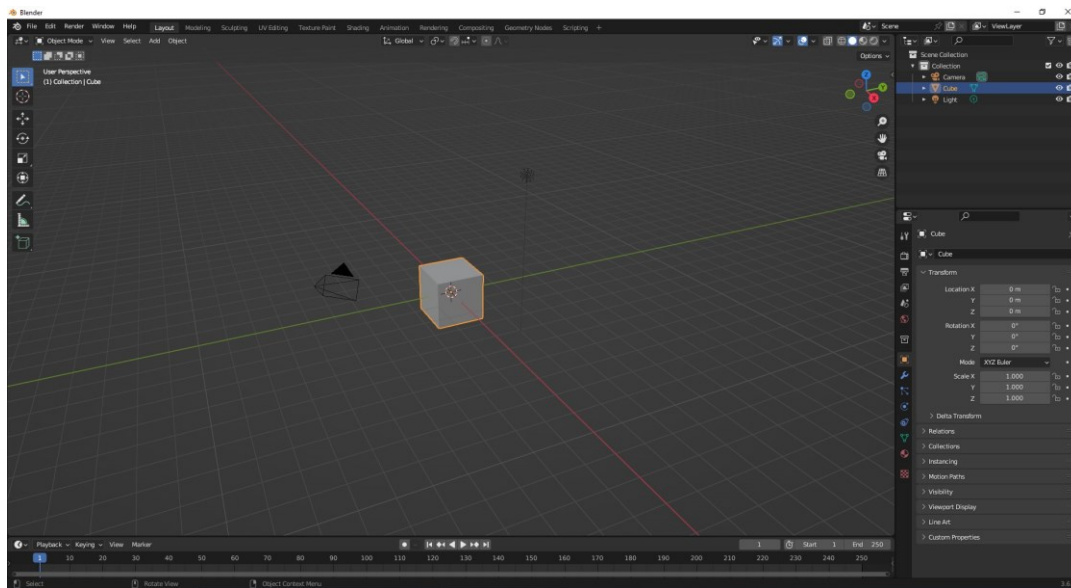 Blender
File Edit Render Window Help Layout Modeling Sculpting UV Editing Texture Paint Shading Animation Rendering Compositing Geometry Nodes Scripting + Scene ViewLayer
Object Mode View Select Add Object Global
Options
User Perspective
(1) Collection | Cube
Z
Y
X
Scene Collection
Collection
Camera
Cube
Light
Cube
Cube
Transform
Location X 0 m
Y 0 m
Z 0 m
Rotation X 0°
Y 0°
Z 0°
Mode XYZ Euler
Scale X 1.000
Y 1.000
Z 1.000
Delta Transform
Relations
Collections
Instancing
Motion Paths
Visibility
Viewport Display
Line Art
Custom Properties
Playback Keying View Marker 1 Start 1 End 250
1 10 20 30 40 50 60 70 80 90 100 110 120 130 140 150 160 170 180 190 200 210 220 230 240 250
Select Rotate View Object Context Menu